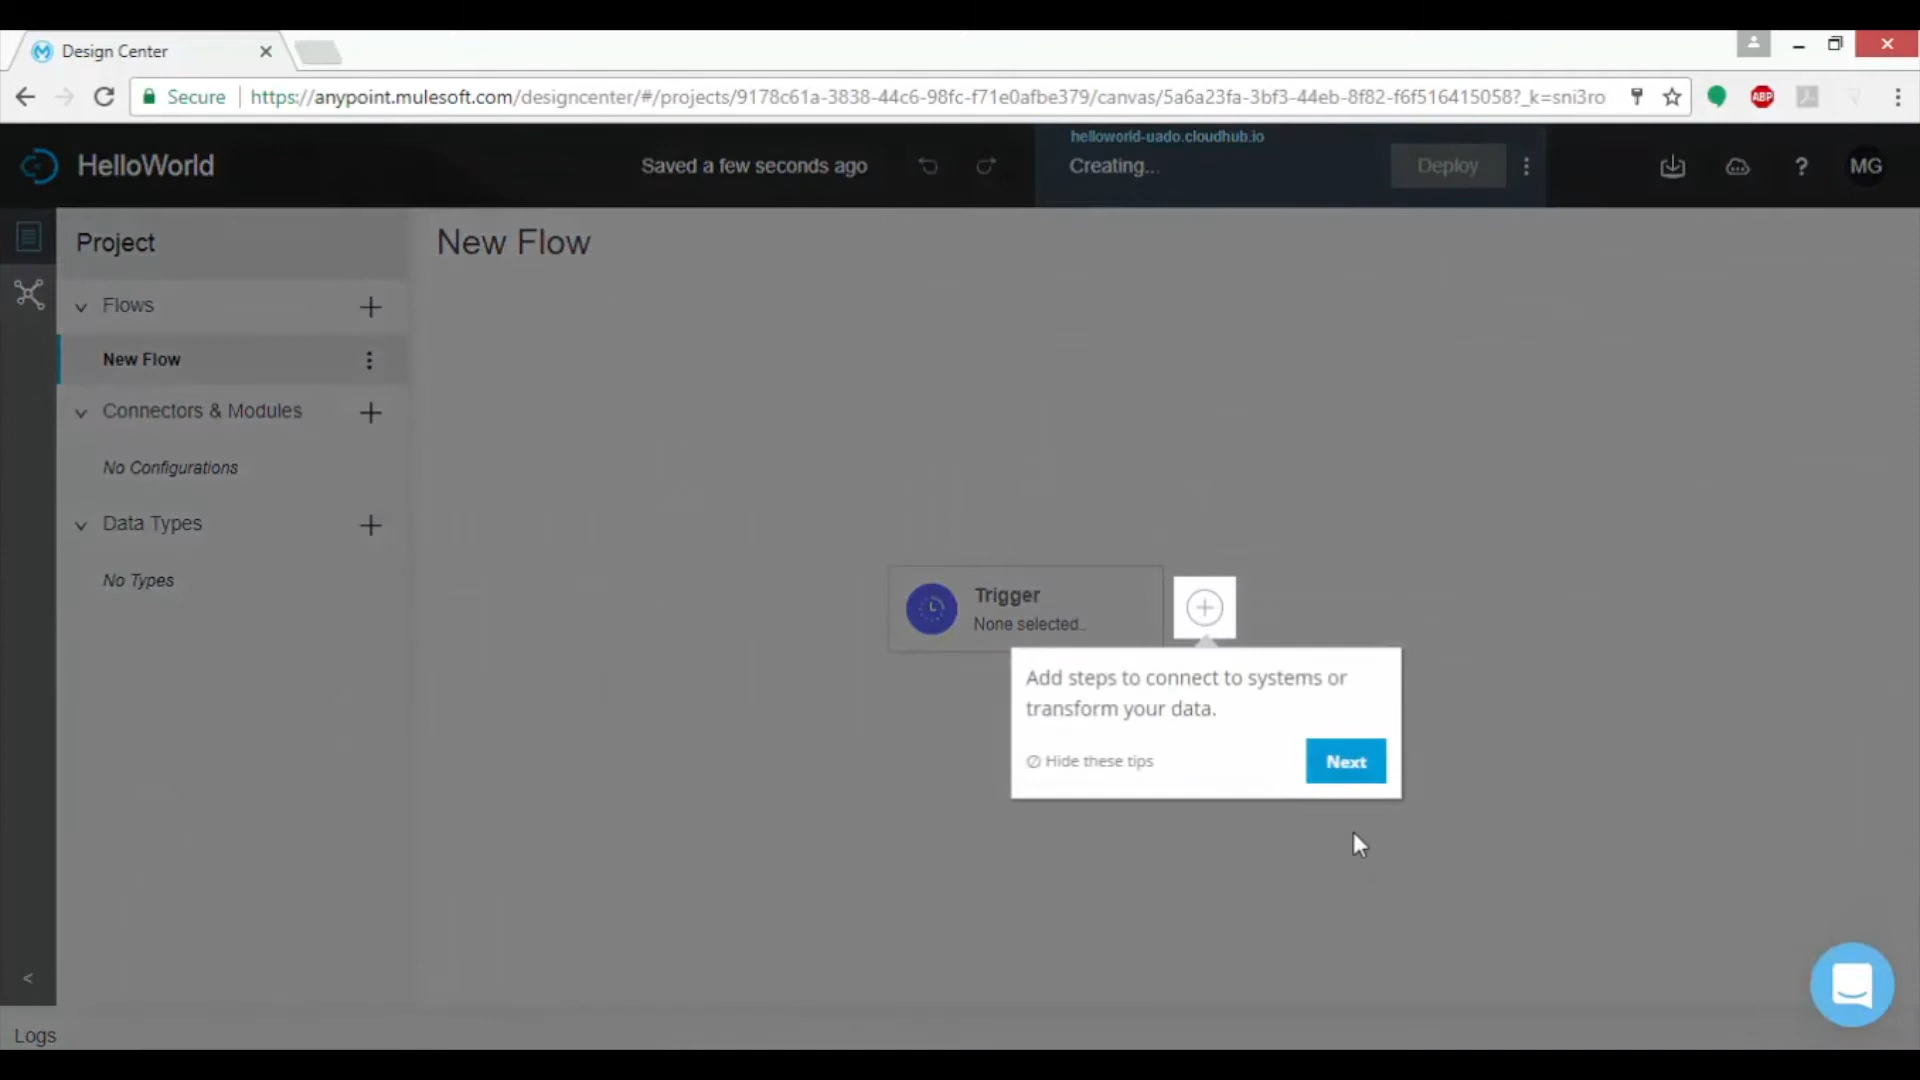 Design Center
Secure
https://anypoint.mulesoft.com/designcenter/#/projects/9178c61a-3838-44c6-98fc-f71e0afbe379/canvas/5a6a23fa-3bf3-44eb-8f82-f6f516415058?_k=sni3ro
ABP
HelloWorld
Saved a few seconds ago
helloworld-uado.cloudhub.io
Creating...
Deploy
?
MG
Project
New Flow
Flows
New Flow
Connectors & Modules
No Configurations
Data Types
No Types
Trigger
None selected..
Add steps to connect to systems or
transform your data.
Hide these tips
Next
<
Logs